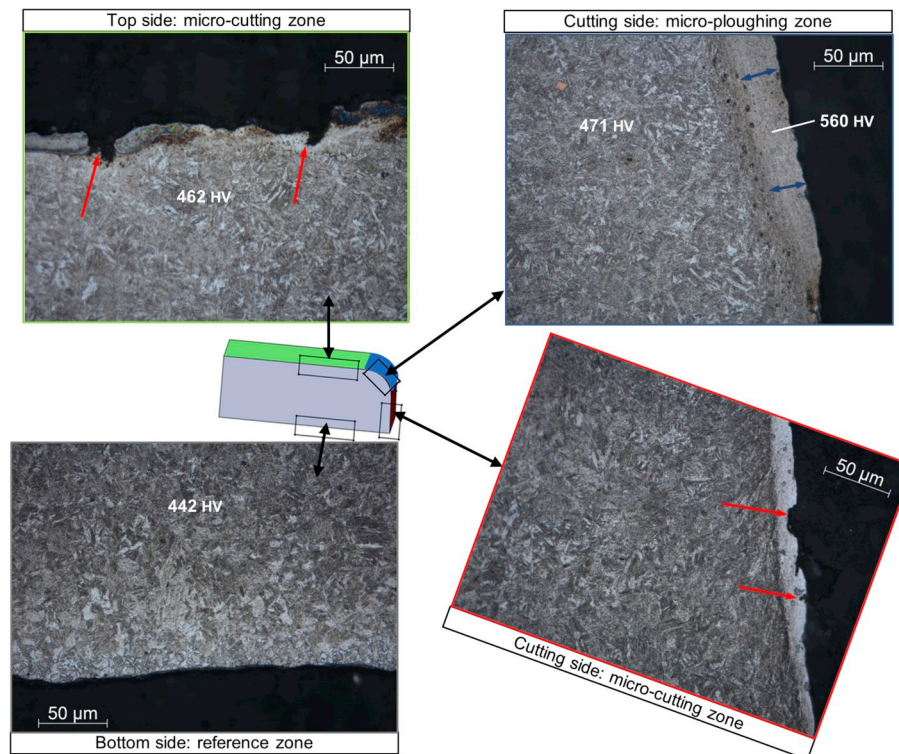 Top side: micro-cutting zone
50 µm
462 HV
Cutting side: micro-ploughing zone
50 µm
471 HV
560 HV
442 HV
50 µm
Bottom side: reference zone
50 µm
Cutting side: micro-cutting zone